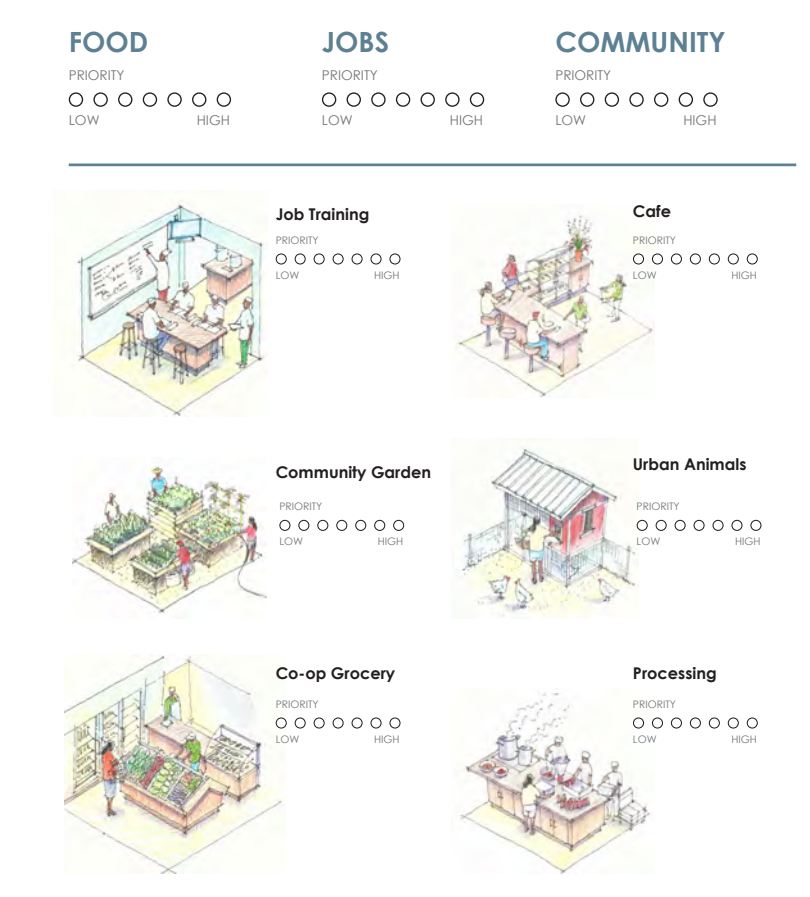 FOOD
PRIORITY
LOW HIGH
JOBS
PRIORITY
LOW HIGH
COMMUNITY
PRIORITY
LOW HIGH
Job Training
PRIORITY
LOW HIGH
Cafe
PRIORITY
LOW HIGH
Community Garden
PRIORITY
LOW HIGH
Urban Animals
PRIORITY
LOW HIGH
Co-op Grocery
PRIORITY
LOW HIGH
Processing
PRIORITY
LOW HIGH